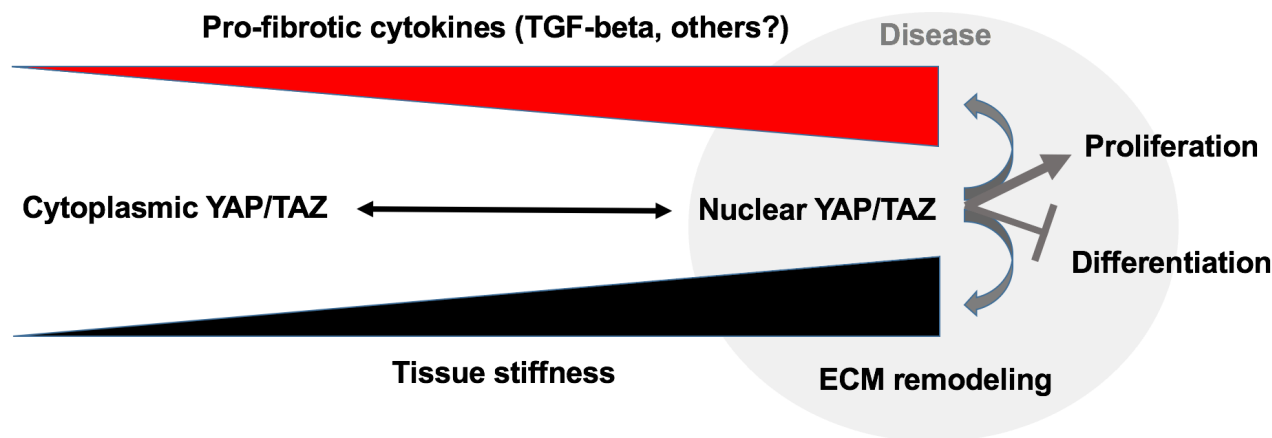 Pro-fibrotic cytokines (TGF-beta, others?)
Disease
Proliferation
Cytoplasmic YAP/TAZ
Nuclear YAP/TAZ
Differentiation
Tissue stiffness
ECM remodeling